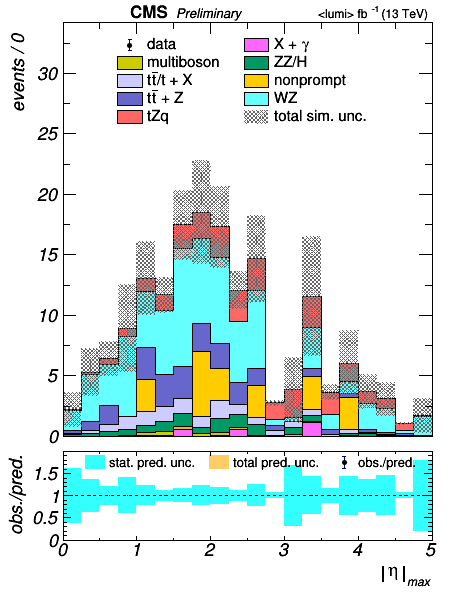 CMS Preliminary <lumi> fb⁻¹ (13 TeV)
events / 0
data
multiboson
tt̅/t + X
tt̅ + Z
tZq
X + γ
ZZ/H
nonprompt
WZ
total sim. unc.
30
25
20
15
10
5
0
obs./pred.
stat. pred. unc. total pred. unc. obs./pred.
1.5
1
0.5
0
0 1 2 3 4 5
|η|max